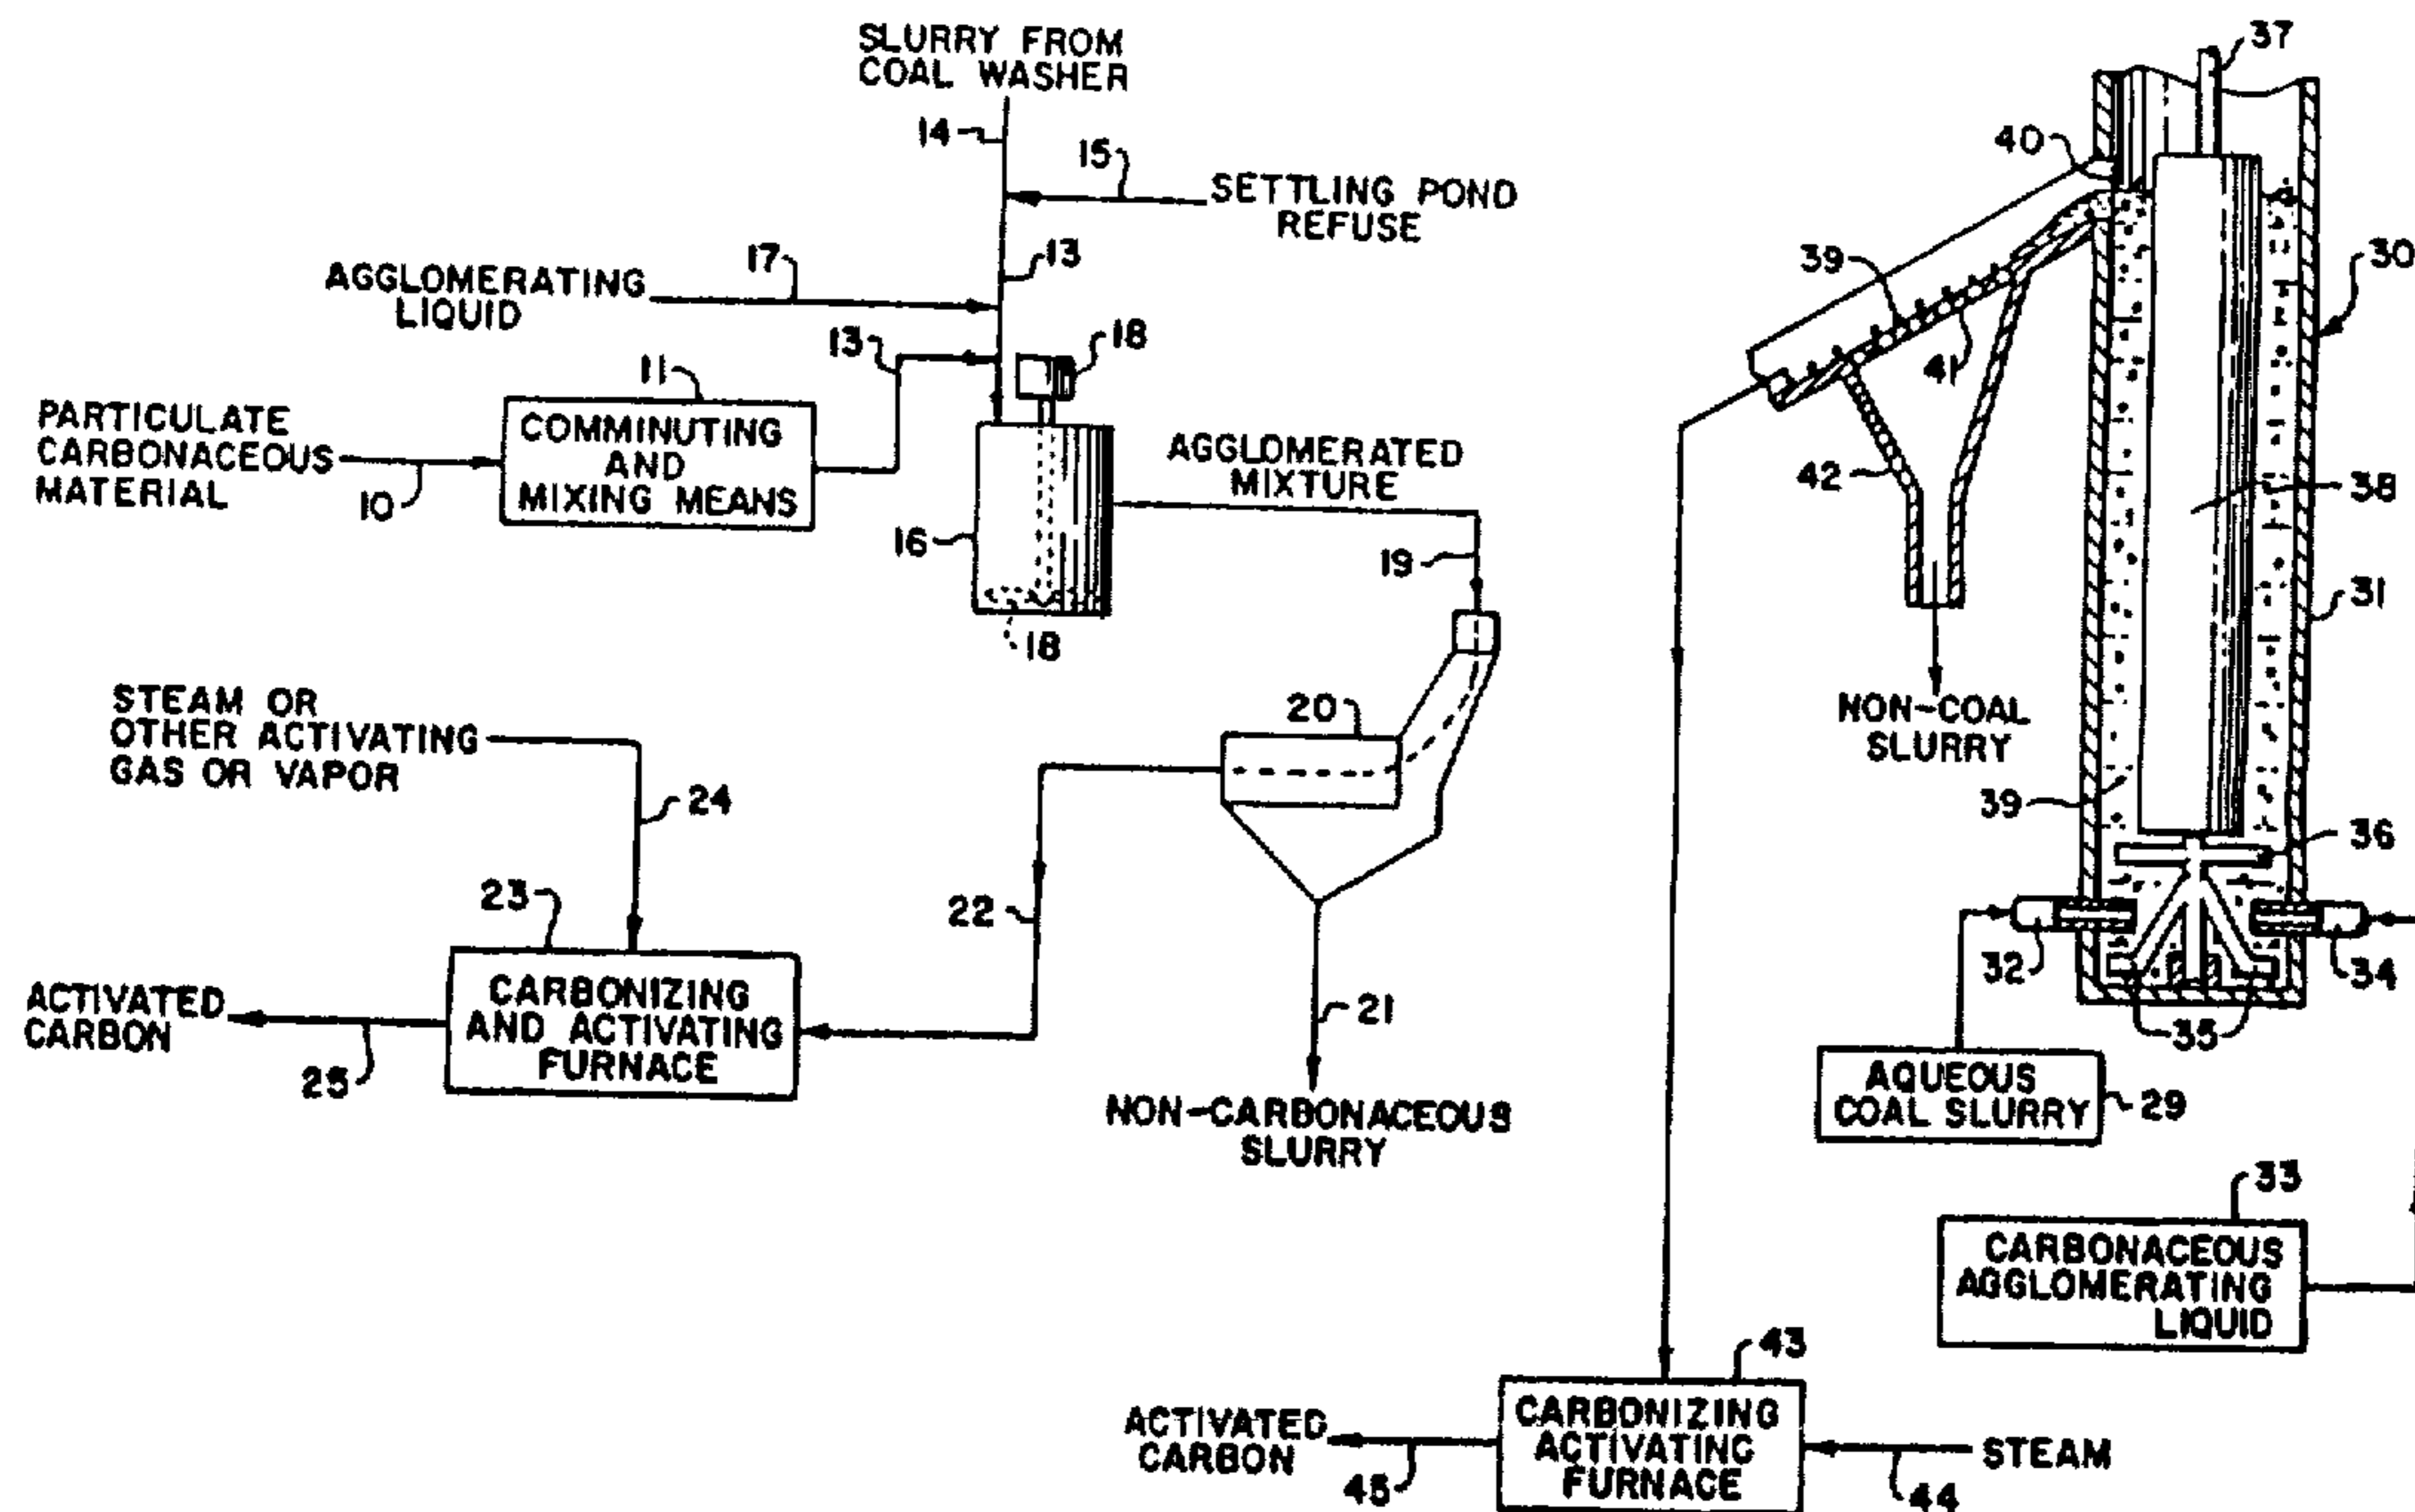 SLURRY FROM
COAL WASHER
14
15
SETTLING POND
REFUSE
AGGLOMERATING
LIQUID
17
13
13
18
PARTICULATE
CARBONACEOUS
MATERIAL
10
11
COMMINUTING
AND
MIXING MEANS
16
18
AGGLOMERATED
MIXTURE
19
20
STEAM OR
OTHER ACTIVATING
GAS OR VAPOR
24
22
23
CARBONIZING
AND ACTIVATING
FURNACE
ACTIVATED
CARBON
25
21
NON-CARBONACEOUS
SLURRY
37
40
39
41
30
42
38
31
NON-COAL
SLURRY
39
36
32
34
35
AQUEOUS
COAL SLURRY
29
33
CARBONACEOUS
AGGLOMERATING
LIQUID
43
CARBONIZING
ACTIVATING
FURNACE
ACTIVATED
CARBON
45
44
STEAM